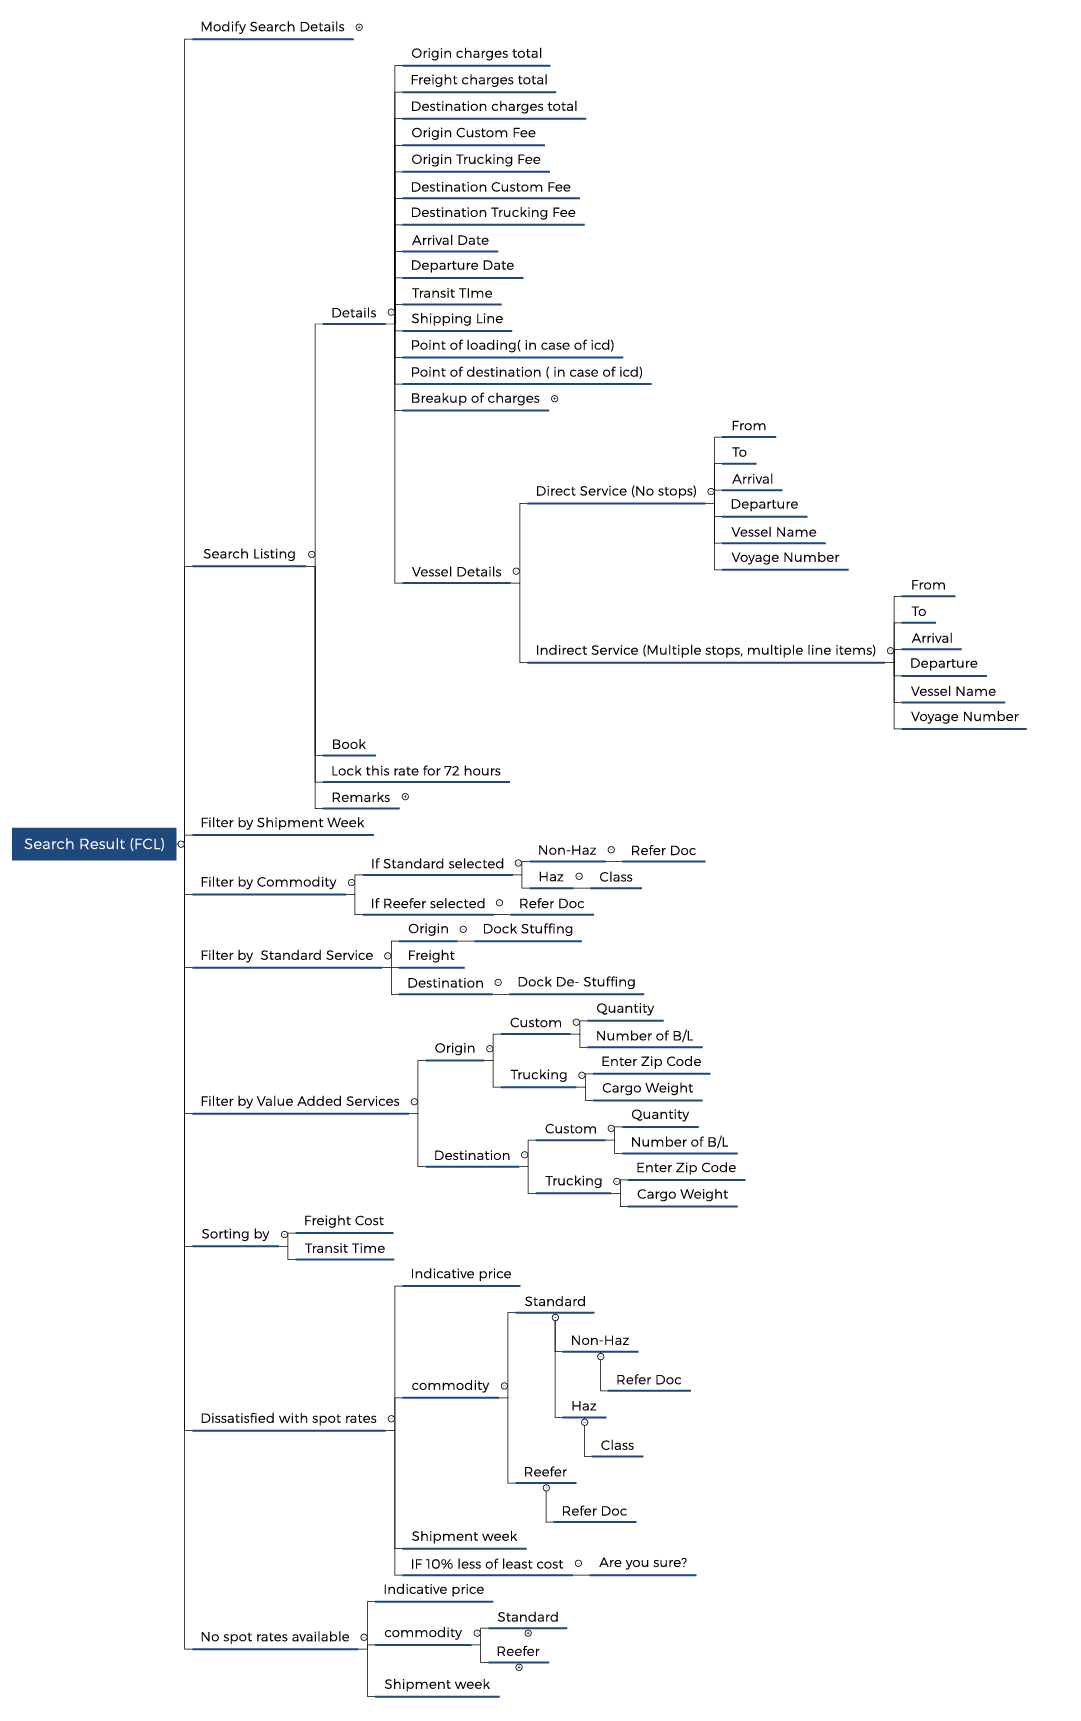 Modify Search Details
Origin charges total
Freight charges total
Destination charges total
Origin Custom Fee
Origin Trucking Fee
Destination Custom Fee
Destination Trucking Fee
Arrival Date
Departure Date
Transit TIme
Details
Shipping Line
Point of loading( in case of icd)
Point of destination ( in case of icd)
Breakup of charges
From
To
Arrival
Direct Service (No stops)
Departure
Vessel Name
Voyage Number
Search Listing
Vessel Details
From
To
Arrival
Indirect Service (Multiple stops, multiple line items)
Departure
Vessel Name
Voyage Number
Book
Lock this rate for 72 hours
Remarks
Filter by Shipment Week
Search Result (FCL)
Non-Haz
Refer Doc
If Standard selected
Haz
Class
Filter by Commodity
If Reefer selected
Refer Doc
Origin
Dock Stuffing
Filter by  Standard Service
Freight
Destination
Dock De- Stuffing
Quantity
Custom
Number of B/L
Origin
Enter Zip Code
Trucking
Cargo Weight
Filter by Value Added Services
Quantity
Custom
Number of B/L
Destination
Enter Zip Code
Trucking
Cargo Weight
Freight Cost
Sorting by
Transit Time
Indicative price
Standard
Non-Haz
Refer Doc
commodity
Haz
Dissatisfied with spot rates
Class
Reefer
Refer Doc
Shipment week
IF 10% less of least cost
Are you sure?
Indicative price
Standard
commodity
No spot rates available
Reefer
Shipment week